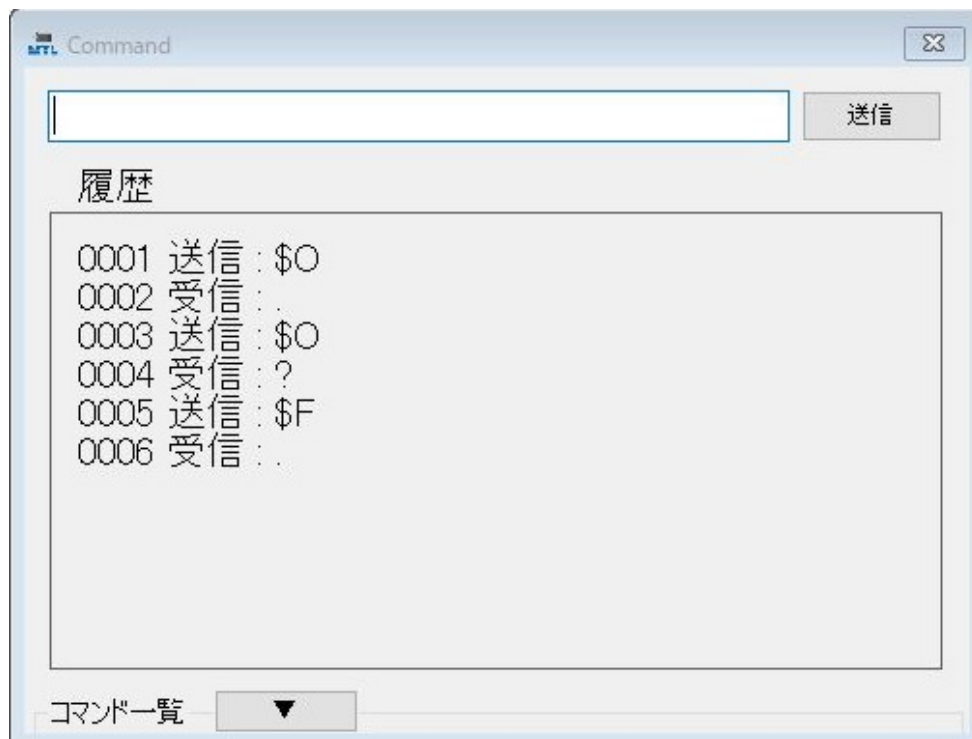 MTL Command
送信
履歴
0001 送信 : $O
0002 受信 : .
0003 送信 : $O
0004 受信 : ?
0005 送信 : $F
0006 受信 : .
コマンド一覧 ▼